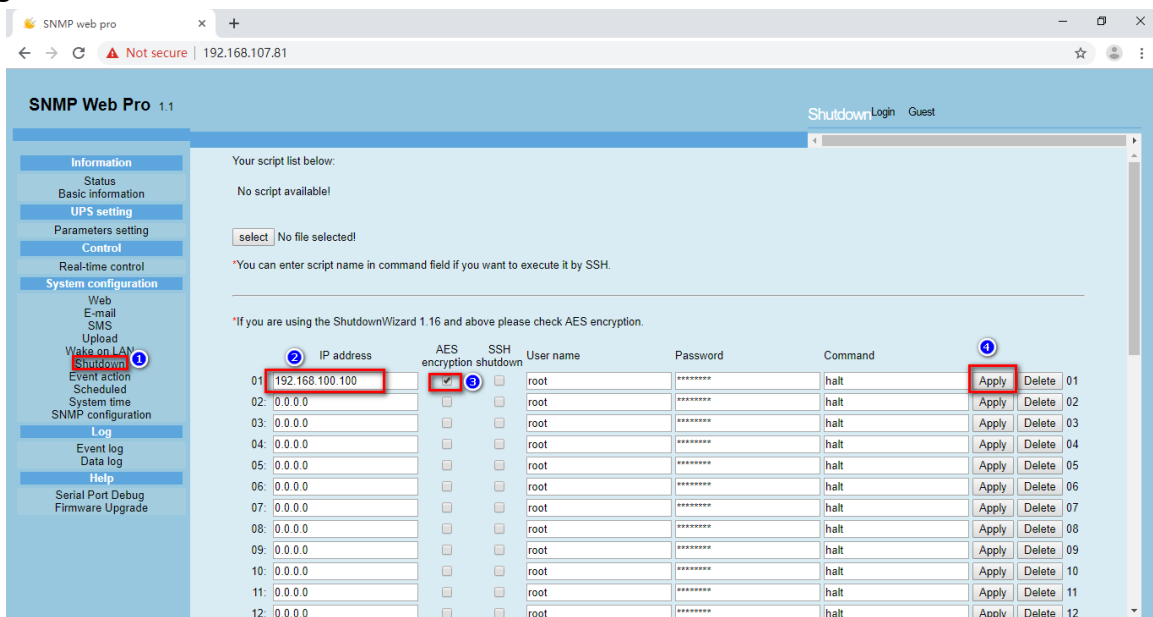 SNMP web pro
Not secure | 192.168.107.81
SNMP Web Pro 1.1
Shutdown Login Guest
Information
Status
Basic information
UPS setting
Parameters setting
Control
Real-time control
System configuration
Web
E-mail
SMS
Upload
Wake on LAN
Shutdown 1
Event action
Scheduled
System time
SNMP configuration
Log
Event log
Data log
Help
Serial Port Debug
Firmware Upgrade
Your script list below:
No script available!
select No file selected!
*You can enter script name in command field if you want to execute it by SSH.
*If you are using the ShutdownWizard 1.16 and above please check AES encryption.
2 IP address AES encryption SSH shutdown User name Password Command 4
01 192.168.100.100 3 root ******** halt Apply Delete 01
02: 0.0.0.0 root ******** halt Apply Delete 02
03: 0.0.0.0 root ******** halt Apply Delete 03
04: 0.0.0.0 root ******** halt Apply Delete 04
05: 0.0.0.0 root ******** halt Apply Delete 05
06: 0.0.0.0 root ******** halt Apply Delete 06
07: 0.0.0.0 root ******** halt Apply Delete 07
08: 0.0.0.0 root ******** halt Apply Delete 08
09: 0.0.0.0 root ******** halt Apply Delete 09
10: 0.0.0.0 root ******** halt Apply Delete 10
11: 0.0.0.0 root ******** halt Apply Delete 11
12: 0.0.0.0 root ******** halt Apply Delete 12